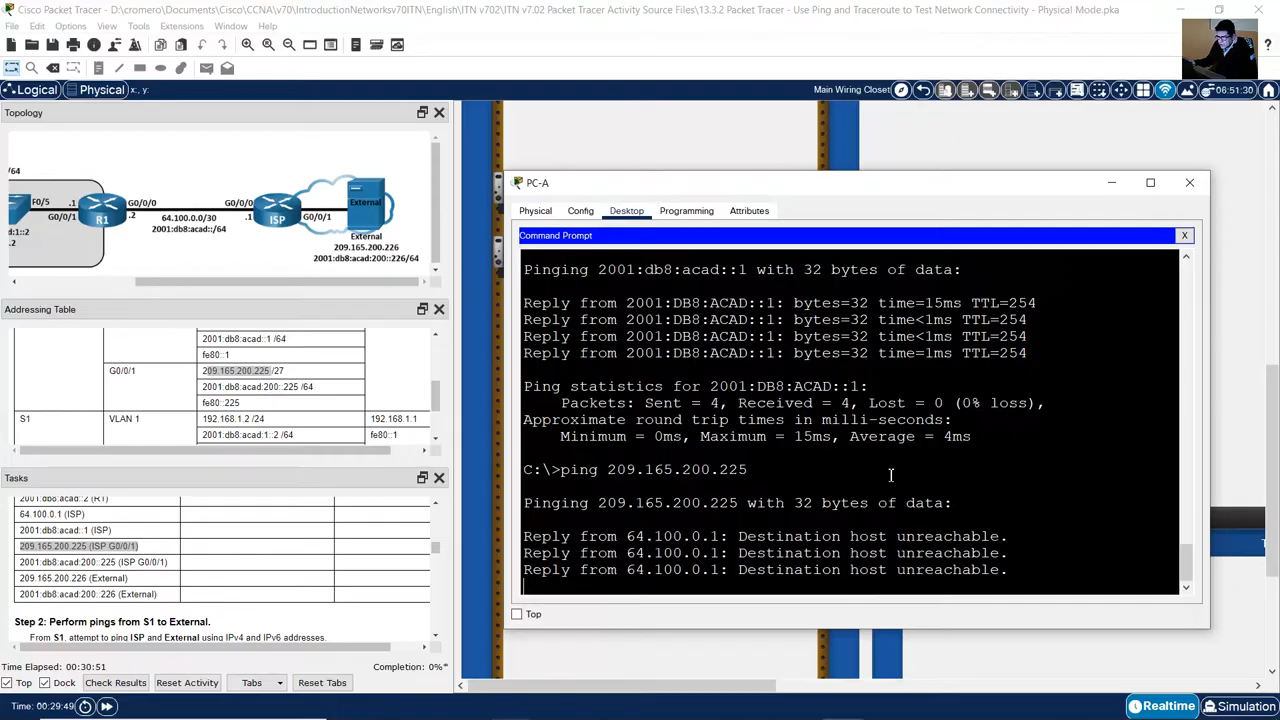 Cisco Packet Tracer - D:\cromero\Documents\Cisco\CCNA\v70\IntroductionNetworksv70ITN\English\ITN v702\ITN v7.02 Packet Tracer Activity Source Files\13.3.2 Packet Tracer - Use Ping and Traceroute to Test Network Connectivity - Physical Mode.pka
File Edit Options View Tools Extensions Window Help
Logical Physical x:, y: Main Wiring Closet 06:51:30
Topology
/64
F0/5 .1 G0/0/0 G0/0/0 External
G0/0/1 R1 .2 64.100.0.0/30 .1 ISP G0/0/1
2001:db8:acad::/64
:1::2
.2
External
209.165.200.226
2001:db8:acad:200::226/64
Addressing Table
2001:db8:acad::1 /64
fe80::1
G0/0/1 209.165.200.225 /27
2001:db8:acad:200::225 /64
fe80::225
S1 VLAN 1 192.168.1.2 /24 192.168.1.1
2001:db8:acad:1::2 /64 fe80::1
Tasks
2001:db8:acad::2 (R1)
64.100.0.1 (ISP)
2001:db8:acad::1 (ISP)
209.165.200.225 (ISP G0/0/1)
2001:db8:acad:200::225 (ISP G0/0/1)
209.165.200.226 (External)
2001:db8:acad:200::226 (External)
Step 2: Perform pings from S1 to External.
From S1, attempt to ping ISP and External using IPv4 and IPv6 addresses.
Time Elapsed: 00:30:51 Completion: 0%*
Top Dock Check Results Reset Activity Tabs Reset Tabs
Time: 00:29:49 Realtime Simulation
PC-A
Physical Config Desktop Programming Attributes
Command Prompt X
Pinging 2001:db8:acad::1 with 32 bytes of data:
Reply from 2001:DB8:ACAD::1: bytes=32 time=15ms TTL=254
Reply from 2001:DB8:ACAD::1: bytes=32 time<1ms TTL=254
Reply from 2001:DB8:ACAD::1: bytes=32 time<1ms TTL=254
Reply from 2001:DB8:ACAD::1: bytes=32 time=1ms TTL=254
Ping statistics for 2001:DB8:ACAD::1:
Packets: Sent = 4, Received = 4, Lost = 0 (0% loss),
Approximate round trip times in milli-seconds:
Minimum = 0ms, Maximum = 15ms, Average = 4ms
C:\>ping 209.165.200.225
Pinging 209.165.200.225 with 32 bytes of data:
Reply from 64.100.0.1: Destination host unreachable.
Reply from 64.100.0.1: Destination host unreachable.
Reply from 64.100.0.1: Destination host unreachable.
Top